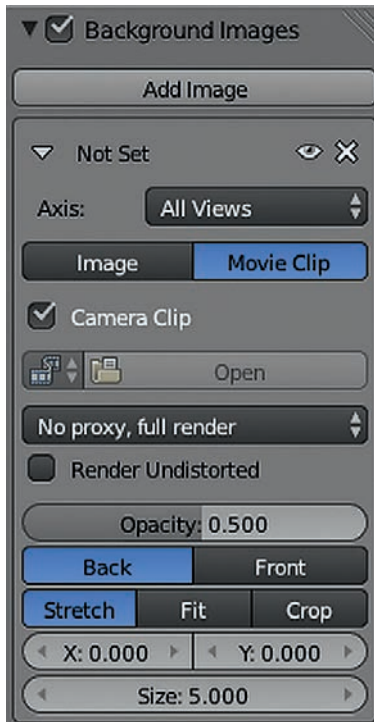 Background Images
Add Image
Not Set
Axis: All Views
Image Movie Clip
Camera Clip
Open
No proxy, full render
Render Undistorted
Opacity: 0.500
Back Front
Stretch Fit Crop
X: 0.000 Y: 0.000
Size: 5.000